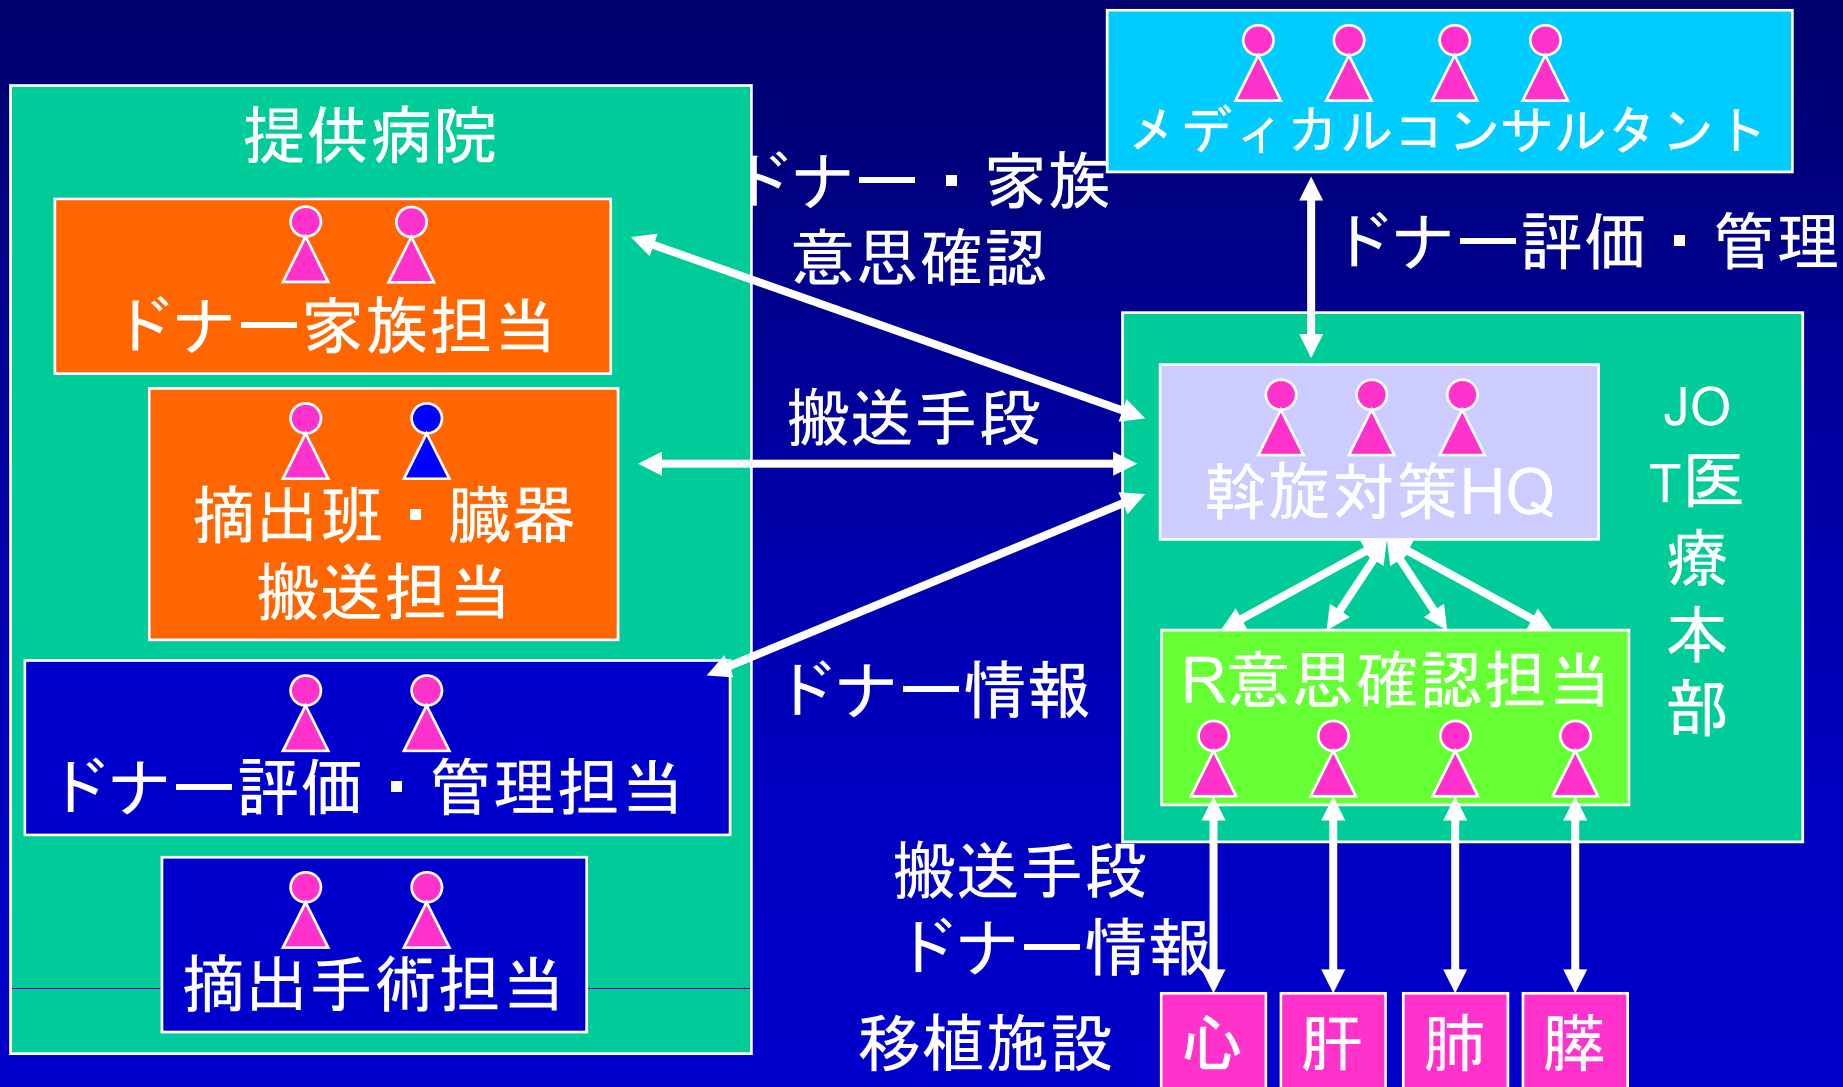 提供病院
ドナー家族担当
摘出班・臓器
搬送担当
ドナー評価・管理担当
摘出手術担当
ドナー・家族
意思確認
搬送手段
ドナー情報
メディカルコンサルタント
ドナー評価・管理
斡旋対策HQ
JO
T医
療
本
部
R意思確認担当
搬送手段
ドナー情報
移植施設
心
肝
肺
膵